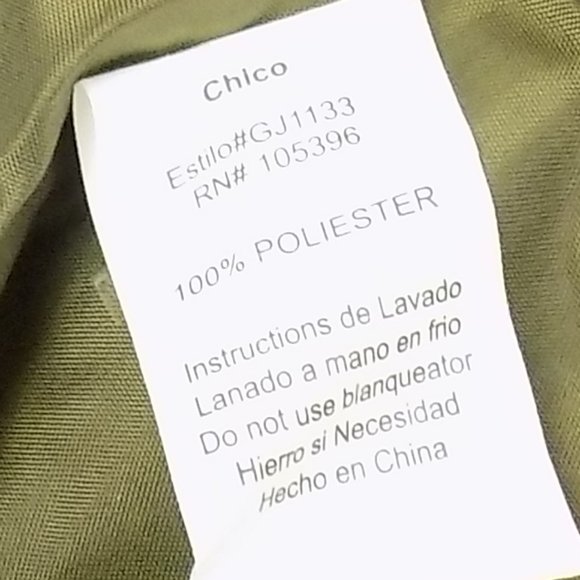 Chico
Estilo#GJ1133
RN# 105396
100% POLIESTER
Instructions de Lavado
Lanado a mano en frio
Do not use blanqueator
Hierro si Necesidad
Hecho en China